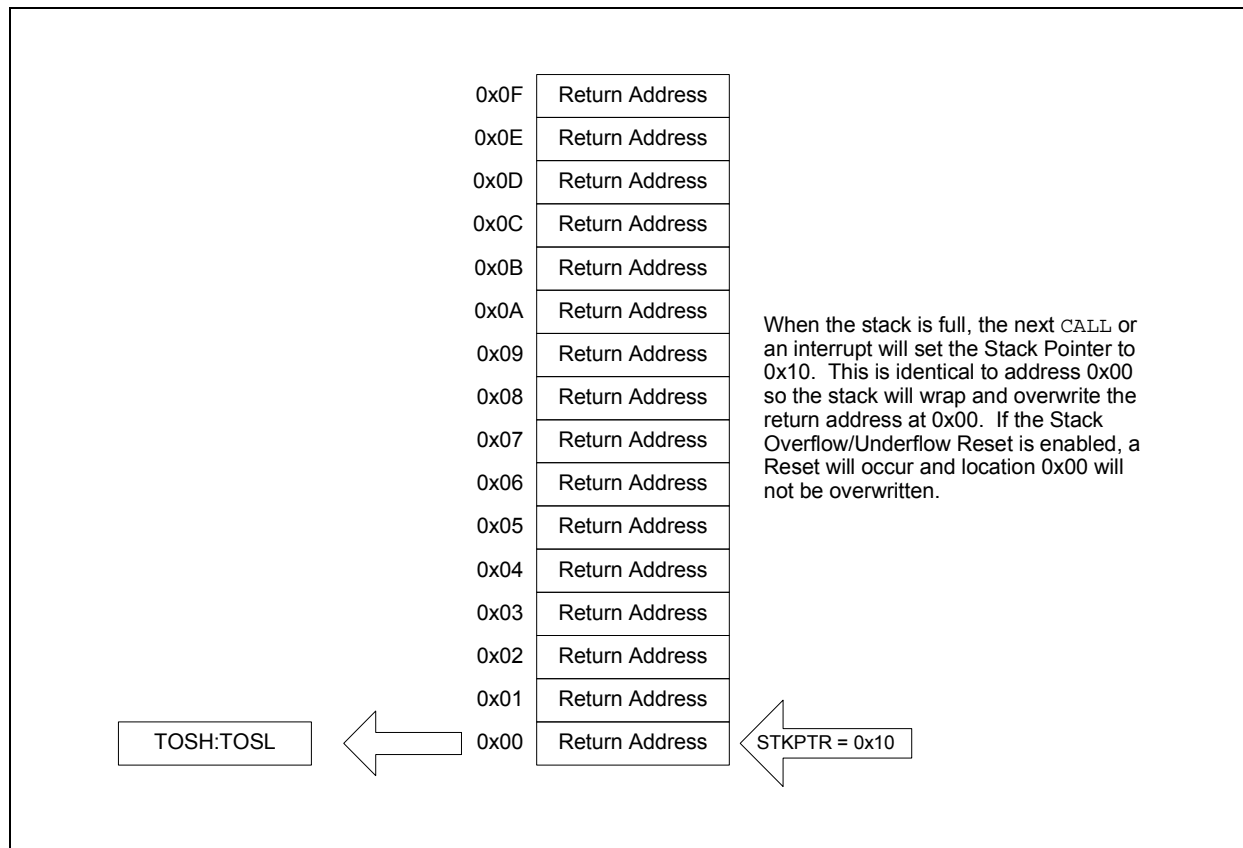 0x0F Return Address
0x0E Return Address
0x0D Return Address
0x0C Return Address
0x0B Return Address
0x0A Return Address
0x09 Return Address
0x08 Return Address
0x07 Return Address
0x06 Return Address
0x05 Return Address
0x04 Return Address
0x03 Return Address
0x02 Return Address
0x01 Return Address
TOSH:TOSL 0x00 Return Address STKPTR = 0x10
When the stack is full, the next CALL or
an interrupt will set the Stack Pointer to
0x10. This is identical to address 0x00
so the stack will wrap and overwrite the
return address at 0x00. If the Stack
Overflow/Underflow Reset is enabled, a
Reset will occur and location 0x00 will
not be overwritten.